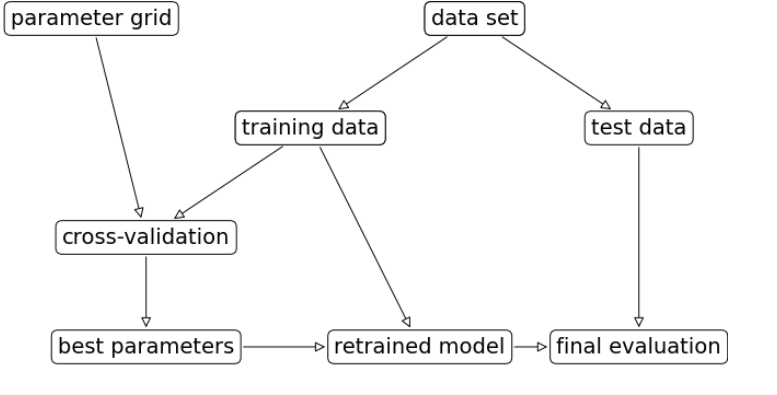 parameter grid
data set
training data
test data
cross-validation
best parameters
retrained model
final evaluation